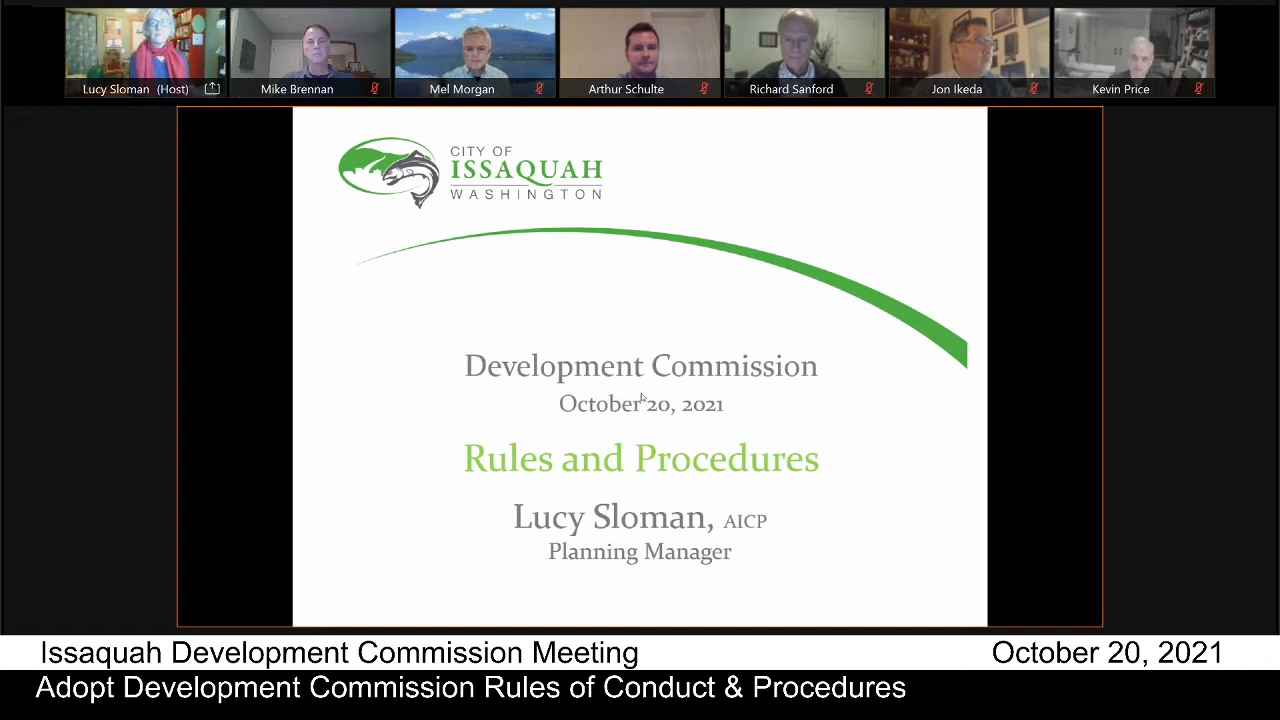 Lucy Sloman (Host)
Mike Brennan
Mel Morgan
Arthur Schulte
Richard Sanford
Jon Ikeda
Kevin Price
CITY OF
ISSAQUAH
WASHINGTON
Development Commission
October 20, 2021
Rules and Procedures
Lucy Sloman, AICP
Planning Manager
Issaquah Development Commission Meeting
October 20, 2021
Adopt Development Commission Rules of Conduct & Procedures